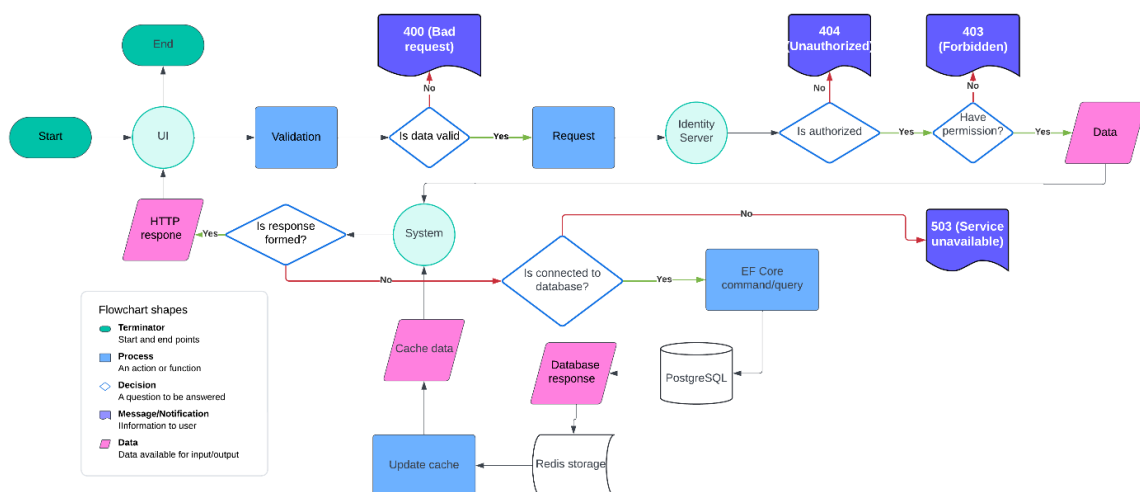 End
400 (Bad
request)
404
(Unauthorized)
403
(Forbidden)
No
No
No
Start
UI
Validation
Is data valid
Yes
Request
Identity
Server
Is authorized
Yes
Have
permission?
Yes
Data
HTTP
respone
Yes
Is response
formed?
System
No
503 (Service
unavailable)
No
Is connected to
database?
Yes
EF Core
command/query
Cache data
Database
response
PostgreSQL
Update cache
Redis storage
Flowchart shapes
Terminator
Start and end points
Process
An action or function
Decision
A question to be answered
Message/Notification
IInformation to user
Data
Data available for input/output